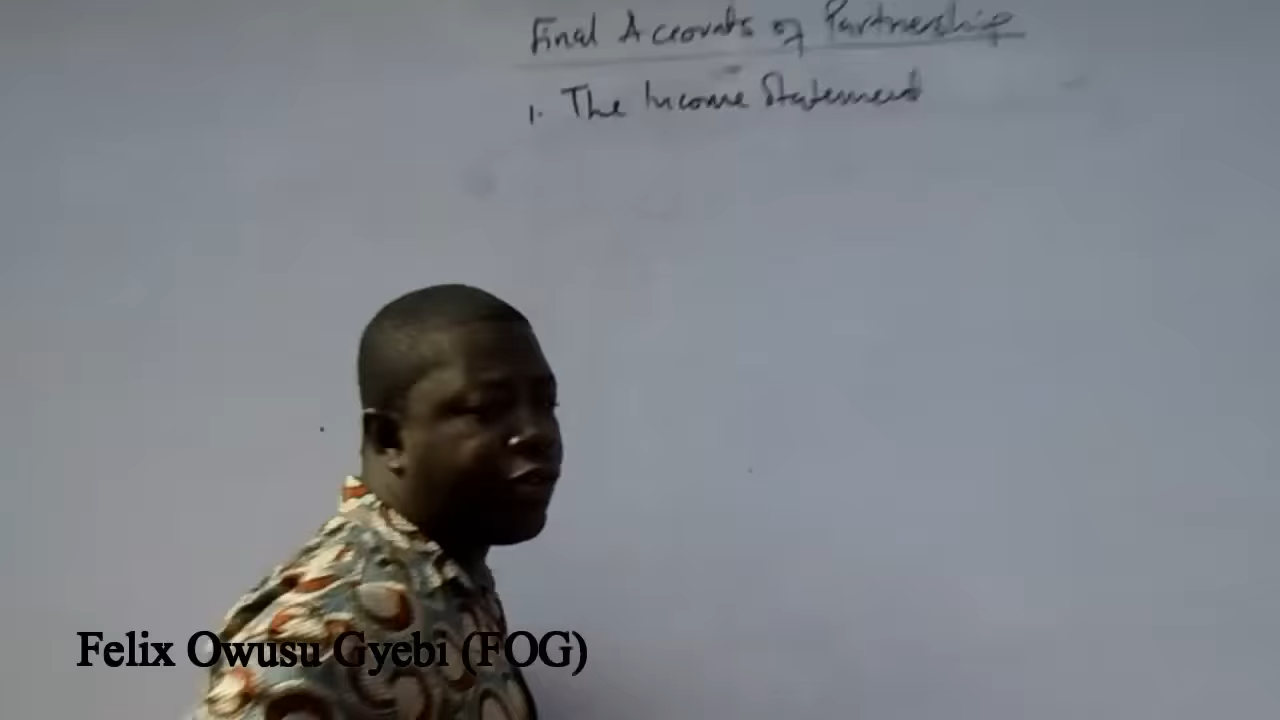 Final Accounts of Partnership
1. The Income Statement
Felix Owusu Gyebi (FOG)